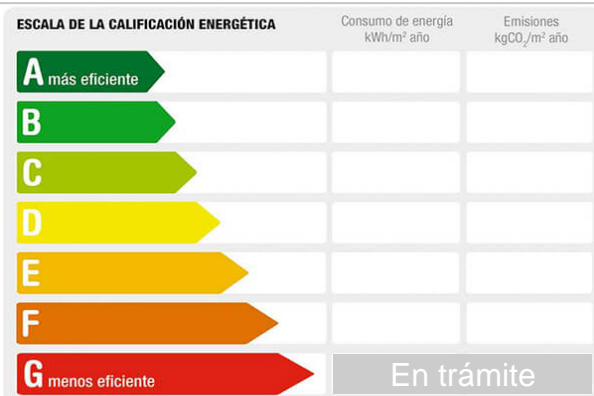 ESCALA DE LA CALIFICACIÓN ENERGÉTICA
Consumo de energía
kWh/m² año
Emisiones
kgCO₂/m² año
A más eficiente
B
C
D
E
F
G menos eficiente
En trámite